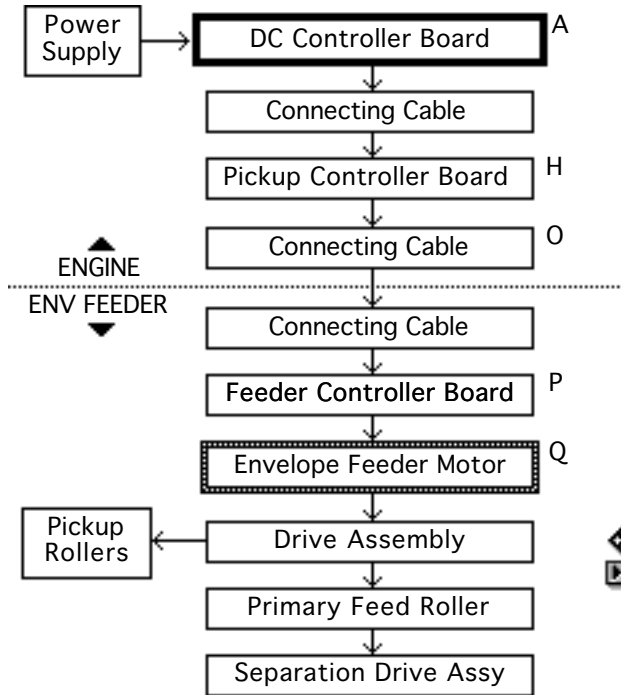 Power
Supply
DC Controller Board
A
Connecting Cable
Pickup Controller Board
H
Connecting Cable
O
ENGINE
ENV FEEDER
Connecting Cable
Feeder Controller Board
P
Envelope Feeder Motor
Q
Pickup
Rollers
Drive Assembly
Primary Feed Roller
Separation Drive Assy